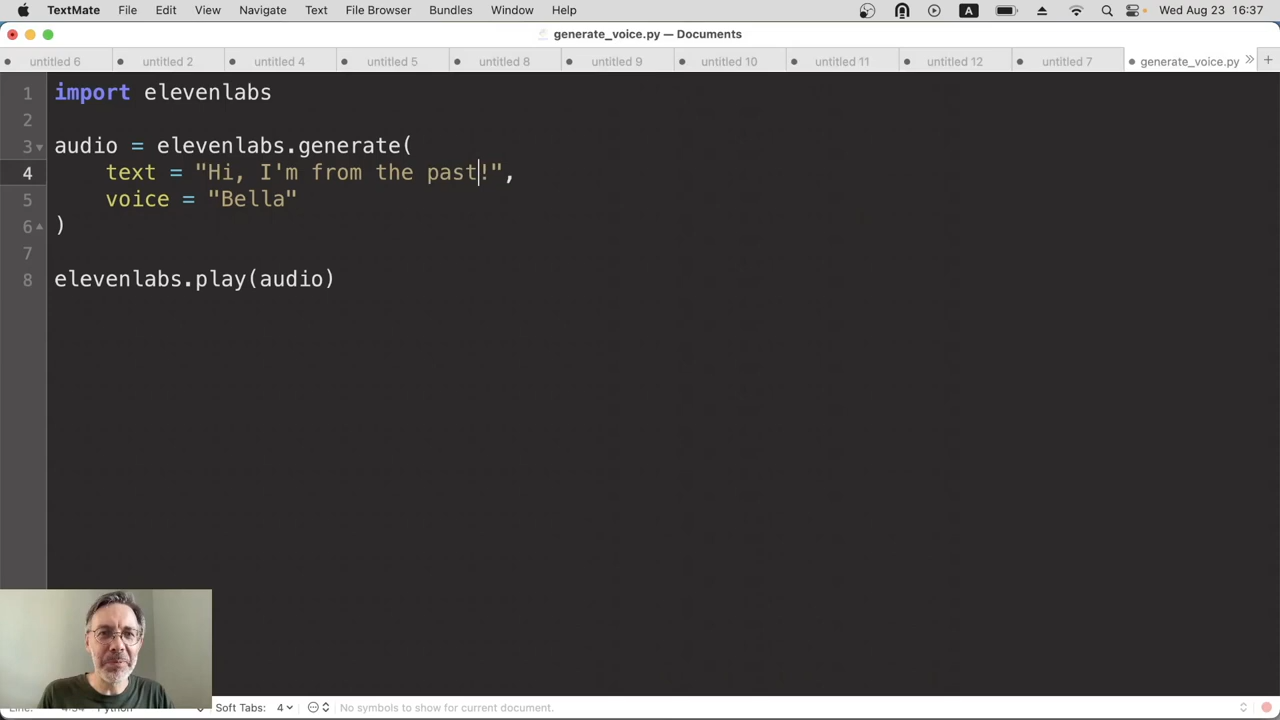 TextMate File Edit View Navigate Text File Browser Bundles Window Help A Wed Aug 23 16:37
generate_voice.py — Documents
untitled 6 untitled 2 untitled 4 untitled 5 untitled 8 untitled 9 untitled 10 untitled 11 untitled 12 untitled 7 generate_voice.py » +
1 import elevenlabs
2
3 audio = elevenlabs.generate(
4 text = "Hi, I'm from the past!",
5 voice = "Bella"
6 )
7
8 elevenlabs.play(audio)
Soft Tabs: 4 No symbols to show for current document.